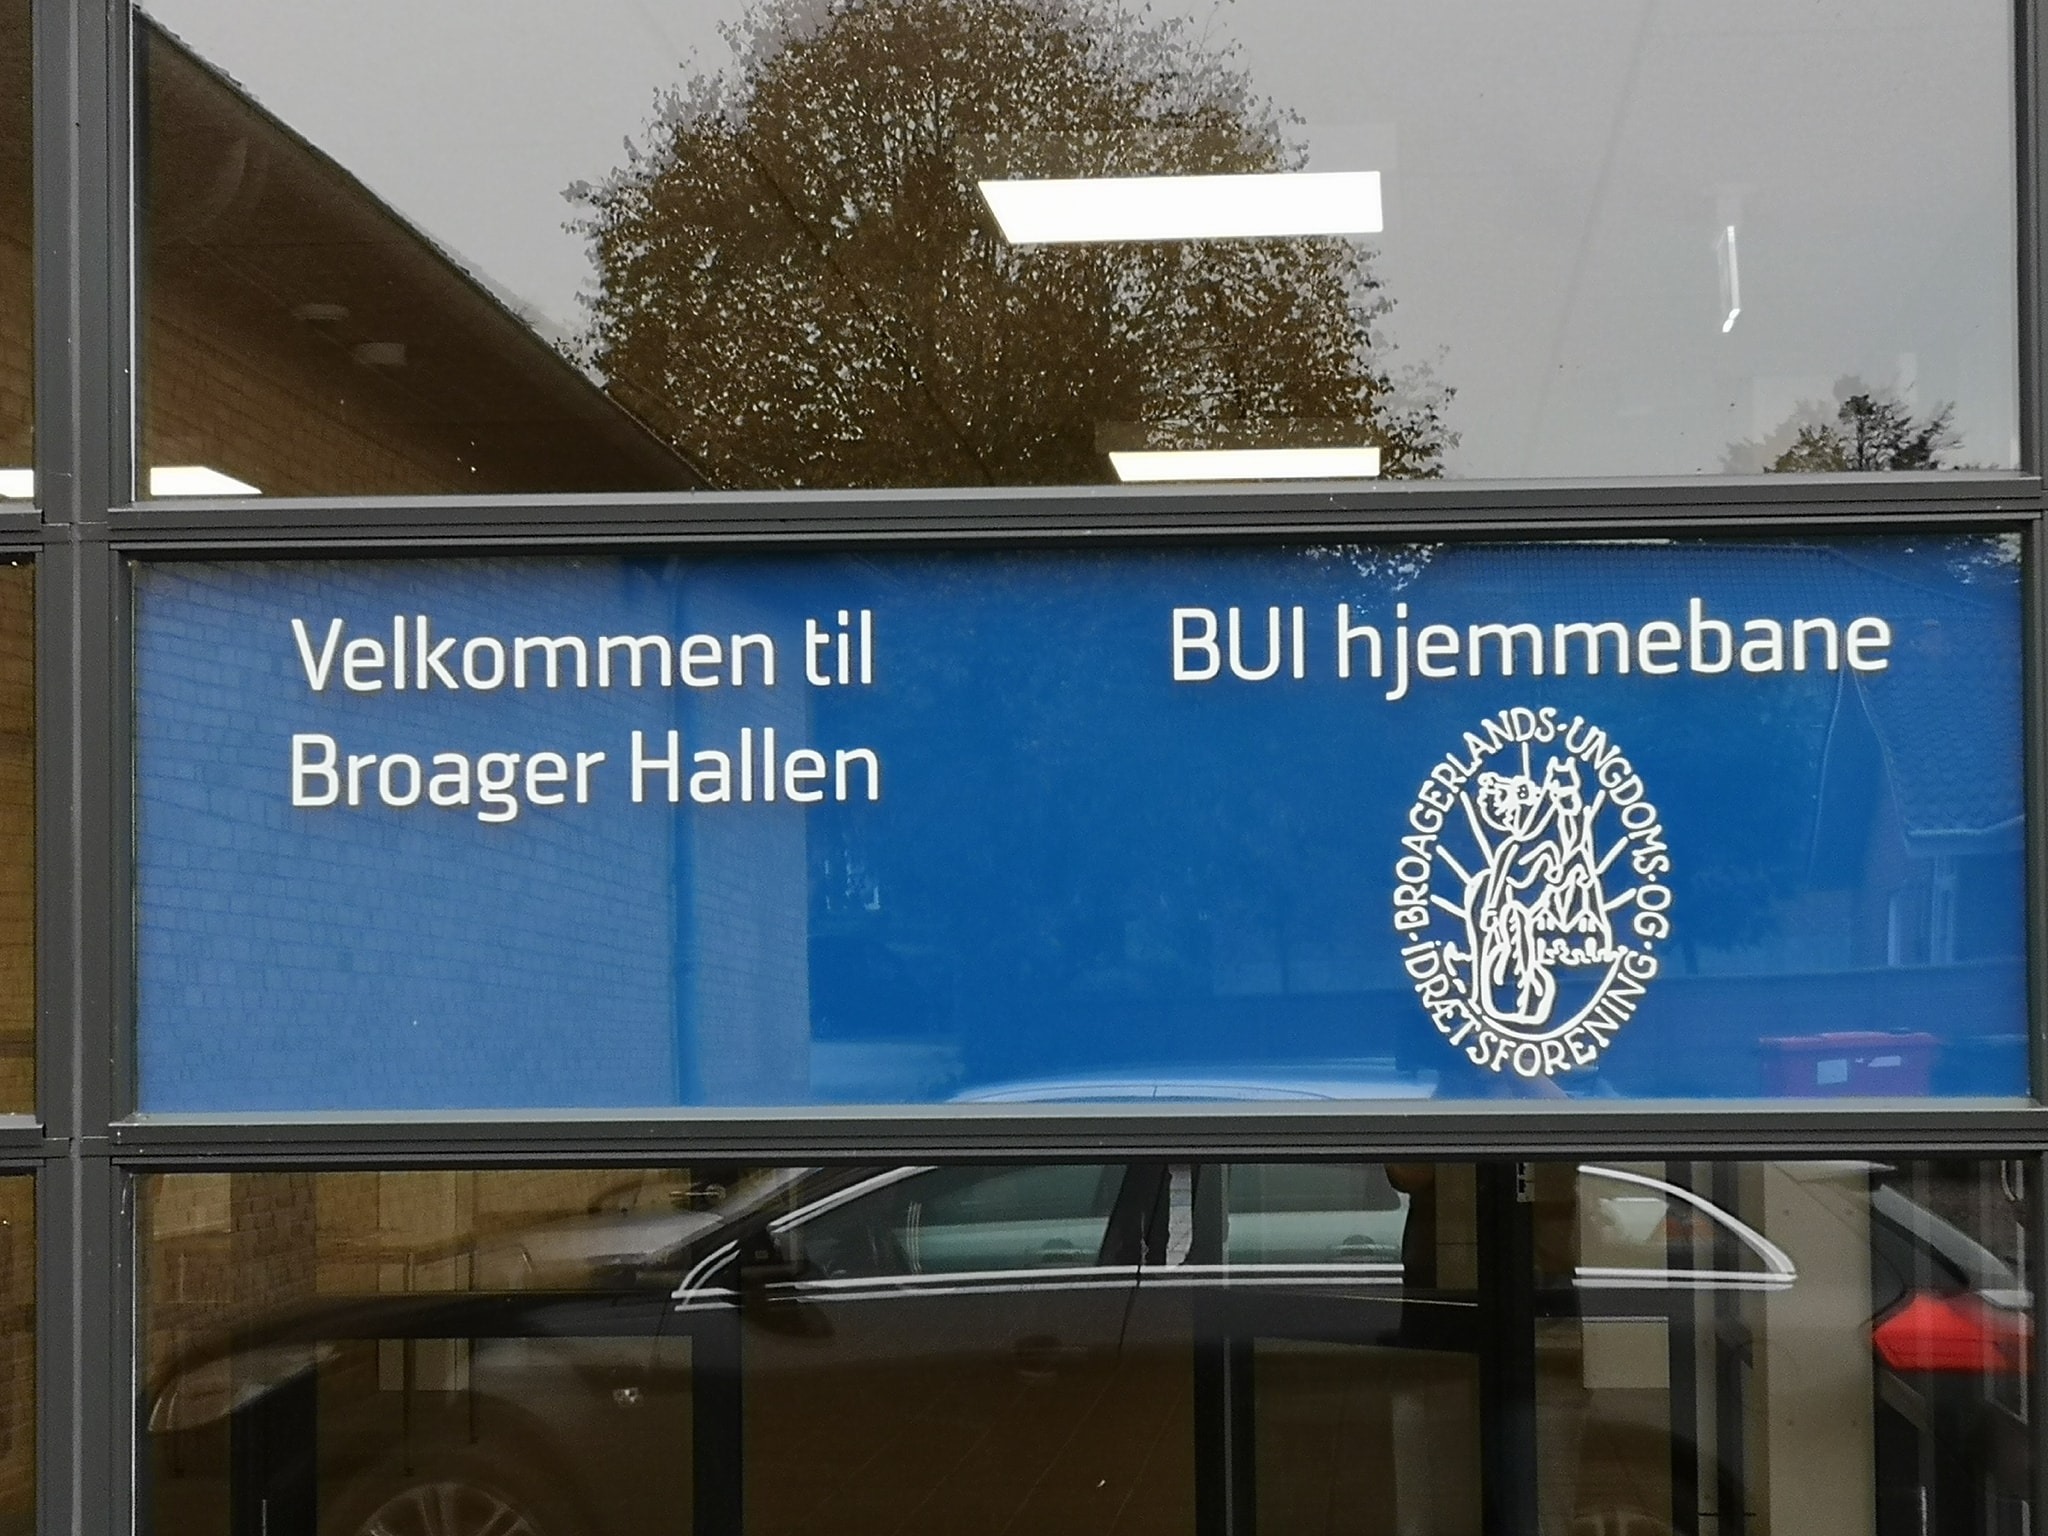 Velkommen til
Broager Hallen
BUI hjemmebane
·BROAGERLANDS·UNGDOMS·OG·
IDRÆTSFORENING·